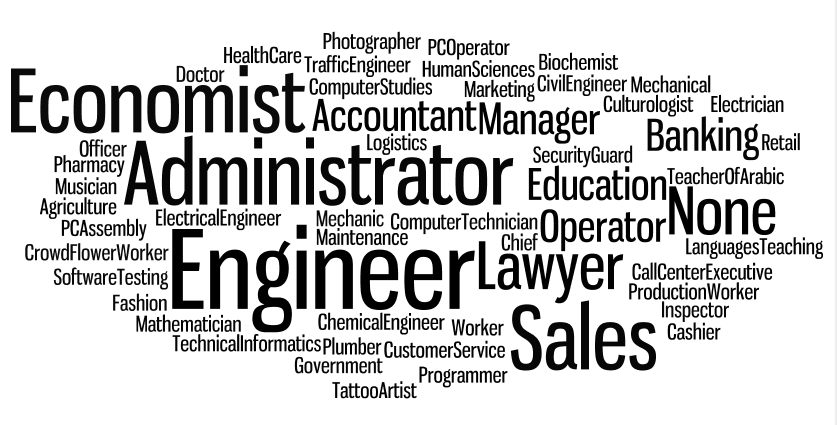 Photographer PCOperator
HealthCare TrafficEngineer HumanSciences Biochemist
Doctor ComputerStudies Marketing CivilEngineer Mechanical
Economist Accountant Manager Culturologist Electrician
Logistics Banking Retail
Officer Administrator SecurityGuard
Pharmacy Education TeacherOfArabic
Musician
Agriculture ElectricalEngineer Mechanic ComputerTechnician Operator None
PCAssembly Maintenance Chief LanguagesTeaching
CrowdFlowerWorker Engineer Lawyer CallCenterExecutive
SoftwareTesting ProductionWorker
Fashion Inspector
Mathematician ChemicalEngineer Worker Sales Cashier
TechnicalInformatics Plumber CustomerService
Government Programmer
TattooArtist